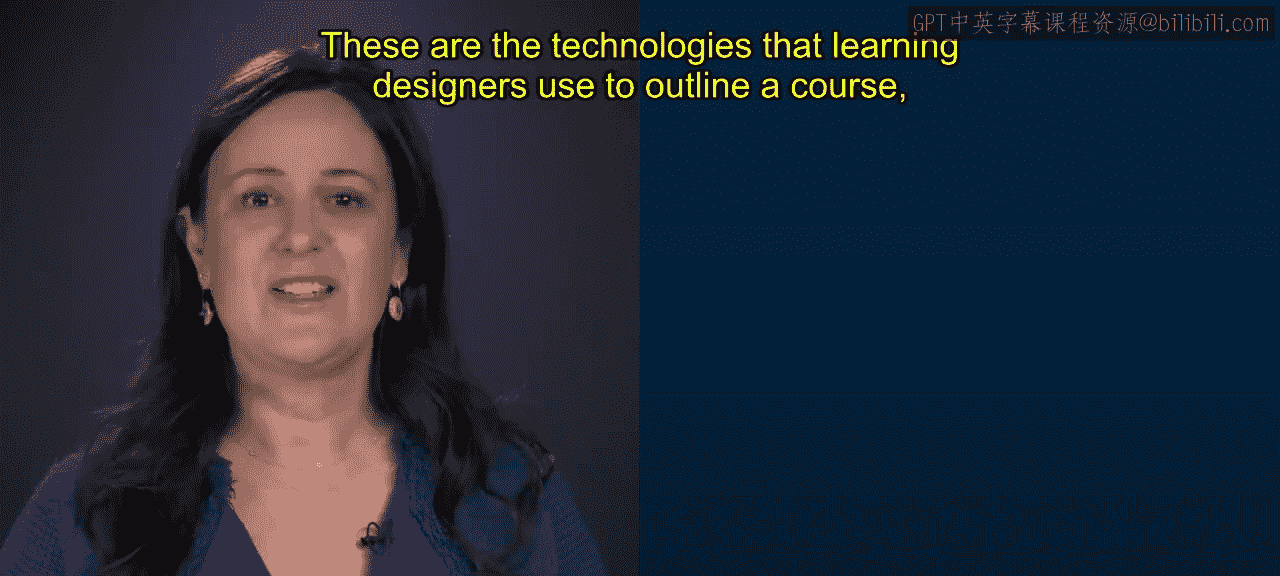 GPT中英字幕课程资源@bilibili.com
These are the technologies that learning
designers use to outline a course,